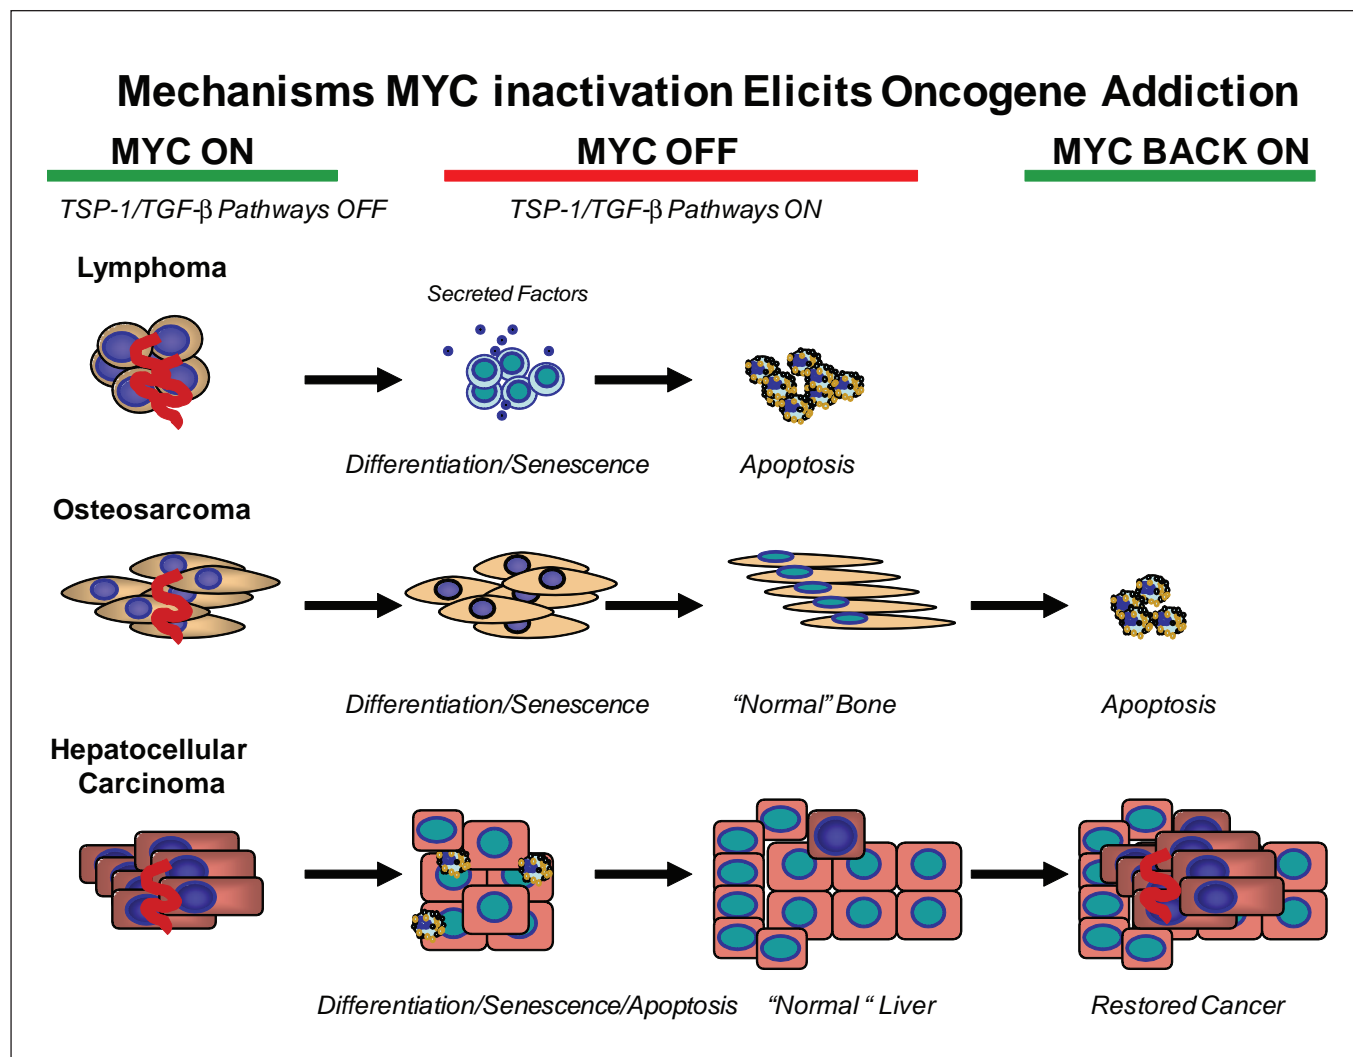 Mechanisms MYC inactivation Elicits Oncogene Addiction
MYC ON
MYC OFF
MYC BACK ON
TSP-1/TGF-β Pathways OFF
TSP-1/TGF-β Pathways ON
Lymphoma
Secreted Factors
Differentiation/Senescence
Apoptosis
Osteosarcoma
Differentiation/Senescence
“Normal” Bone
Apoptosis
Hepatocellular
Carcinoma
Differentiation/Senescence/Apoptosis
“Normal “ Liver
Restored Cancer